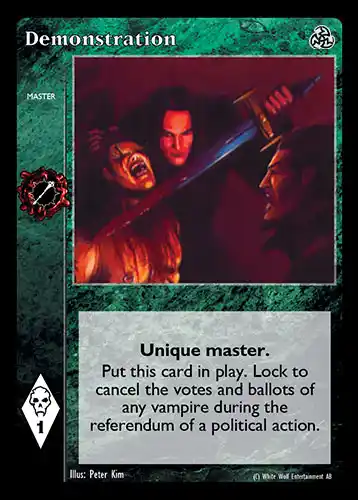 Demonstration
MASTER
Unique master.
Put this card in play. Lock to
cancel the votes and ballots of
any vampire during the
referendum of a political action.
1
Illus: Peter Kim
(C) White Wolf Entertainment AB